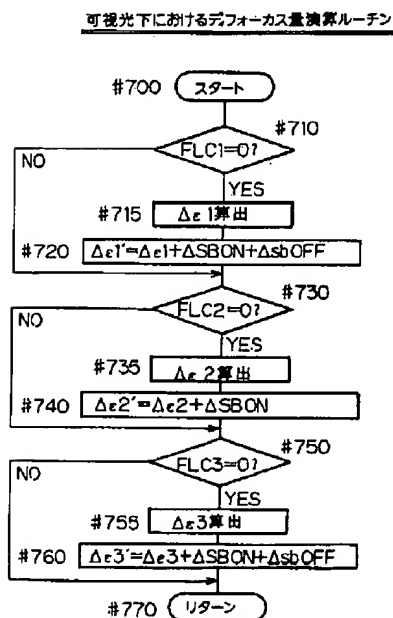 可視光下におけるデフォーカス量演算ルーチン
#700 スタート
#710
FLC1=0?
NO
YES
#715 Δε1算出
#720 Δε1'=Δε1+ΔSBON+ΔsbOFF
#730
FLC2=0?
NO
YES
#735
Δε2算出
#740 Δε2'=Δε2+ΔSBON
#750
FLC3=0?
NO
YES
#755 Δε3算出
#760 Δε3'=Δε3+ΔSBON+ΔsbOFF
#770 リターン